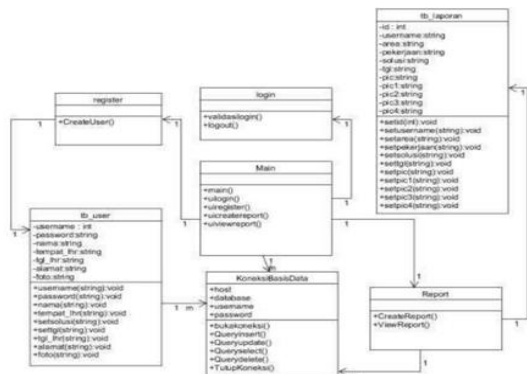 tb_laporan
-id : int
-username:string
-area:string
-pekerjaan:string
-solusi:string
-tgl:string
-pic:string
-pic1:string
-pic2:string
-pic3:string
-pic4:string
+setid(int):void
+setusername(string):void
+setarea(string):void
+setpekerjaan(string):void
+setsolusi(string):void
+settgl(string):void
+setpic(string):void
+setpic1(string):void
+setpic2(string):void
+setpic3(string):void
+setpic4(string):void
register
+CreateUser()
login
+validasilogin()
+logout()
1
1
1
1
1
Main
+main()
+uilogin()
+uiregister()
+uicreatereport()
+uiviewreport()
1
1
1
1
m
tb_user
-username : int
-password:string
-nama:string
-tempat_lhr:string
-tgl_lhr:string
-alamat:string
-foto:string
+username(string):void
+password(string):void
+nama(string):void
+tempat_lhr(string):void
+setsolusi(string):void
+settgl(string):void
+tgl_lhr(string):void
+alamat(string):void
+foto(string):void
1
m
KoneksiBasisData
+host
+database
+username
+password
+bukakoneksi()
+Queryinsert()
+Queryupdate()
+Queryselect()
+Querydelete()
+TutupKoneksi()
1
Report
+CreateReport()
+ViewReport()
1
1
1